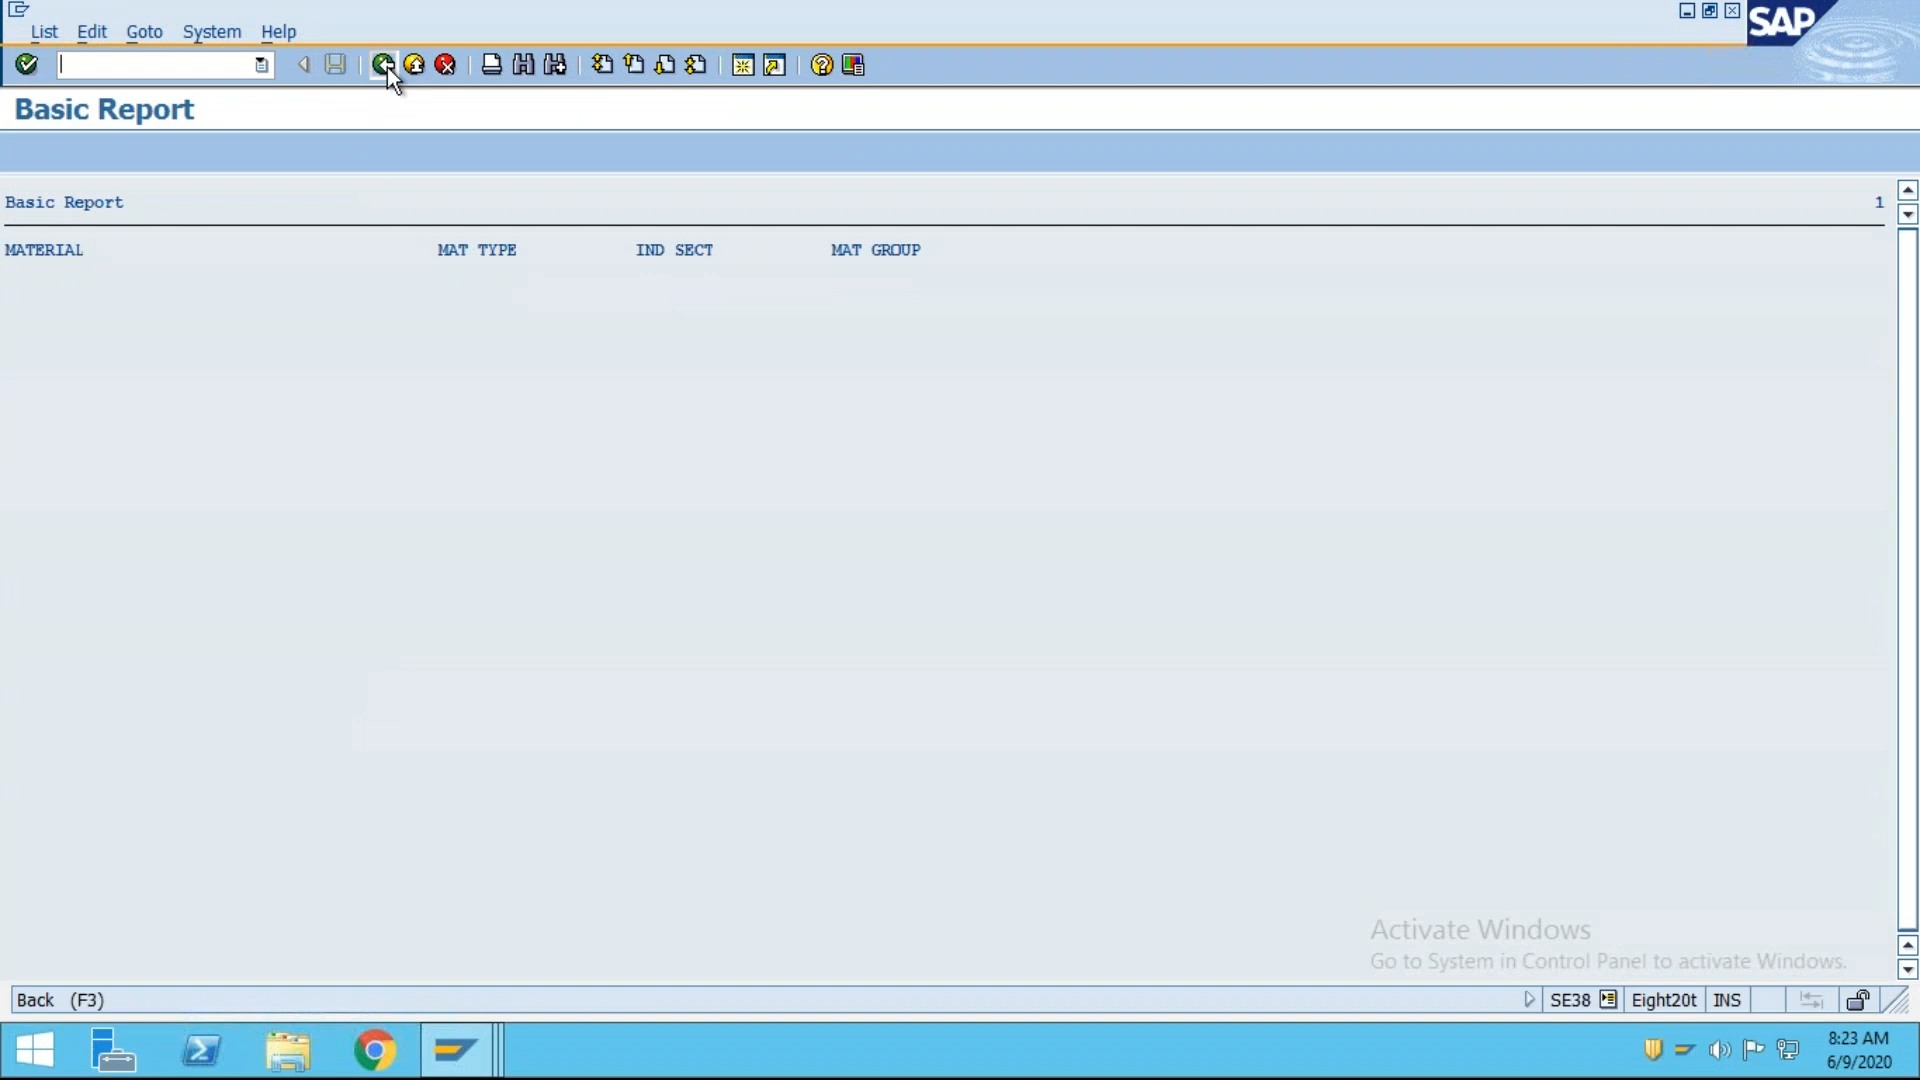 SAP
List Edit Goto System Help
Basic Report
Basic Report 1
MATERIAL MAT TYPE IND SECT MAT GROUP
Activate Windows
Go to System in Control Panel to activate Windows.
Back (F3) SE38 Eight20t INS
8:23 AM
6/9/2020